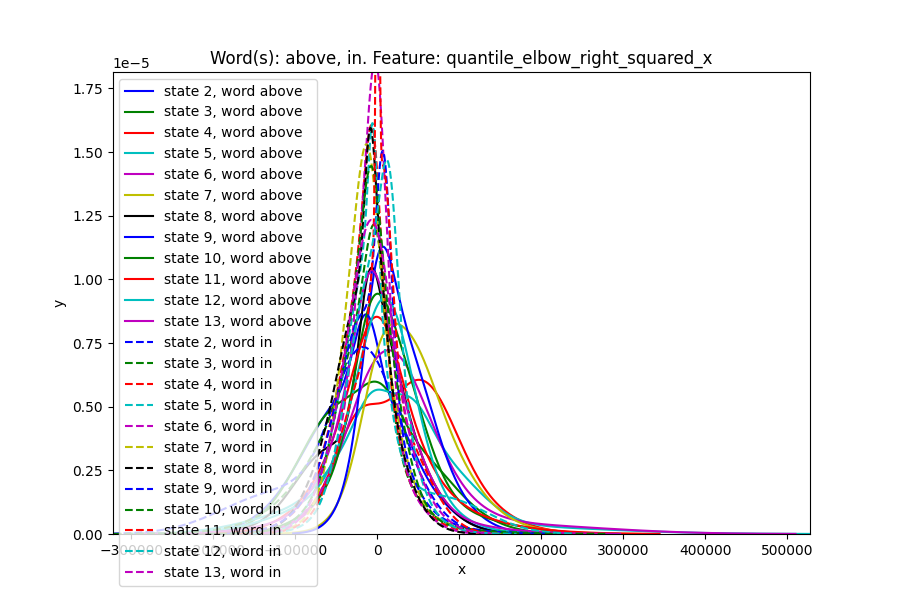 Word(s): above, in. Feature: quantile_elbow_right_squared_x
1e−5
1.75
1.50
1.25
1.00
0.75
0.50
0.25
0.00
y
state 2, word above
state 3, word above
state 4, word above
state 5, word above
state 6, word above
state 7, word above
state 8, word above
state 9, word above
state 10, word above
state 11, word above
state 12, word above
state 13, word above
state 2, word in
state 3, word in
state 4, word in
state 5, word in
state 6, word in
state 7, word in
state 8, word in
state 9, word in
state 10, word in
state 11, word in
state 12, word in
state 13, word in
−300000 −200000 −100000 0 100000 200000 300000 400000 500000
x